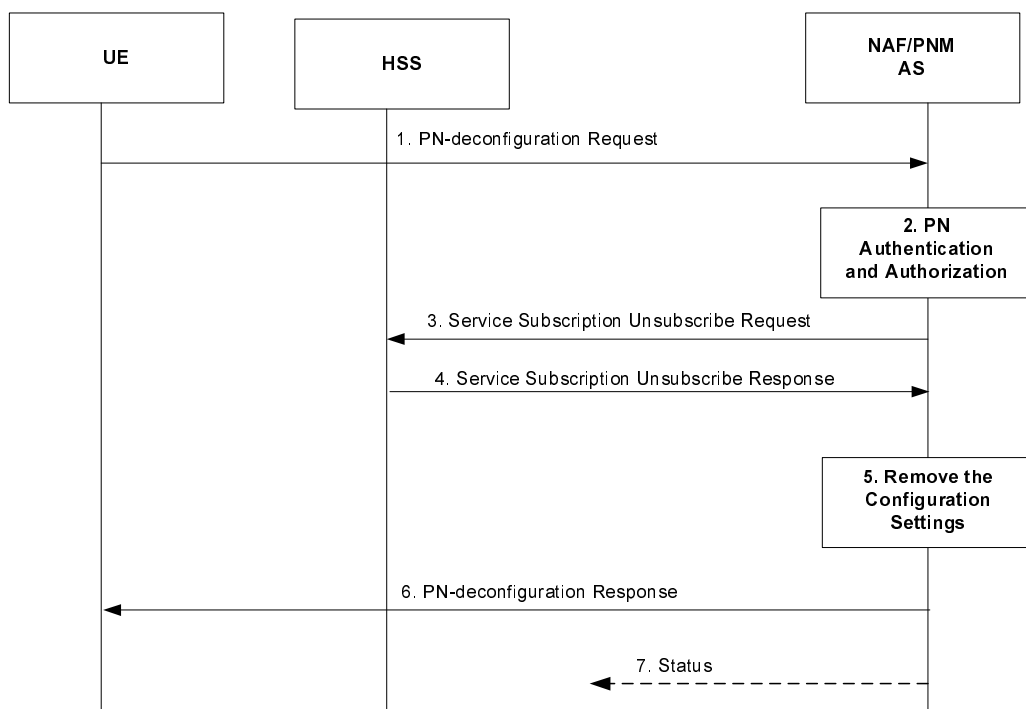 UE
HSS
NAF/PNM
AS
1. PN-deconfiguration Request
2. PN
Authentication
and Authorization
3. Service Subscription Unsubscribe Request
4. Service Subscription Unsubscribe Response
5. Remove the
Configuration
Settings
6. PN-deconfiguration Response
7. Status